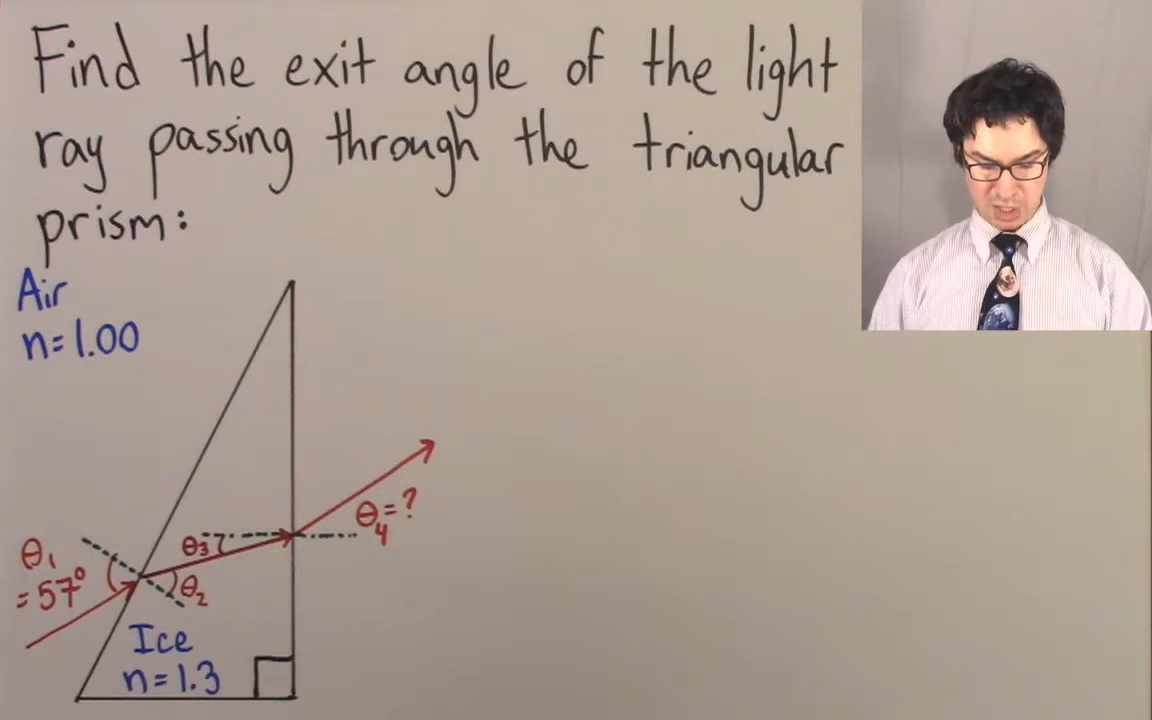 Find the exit angle of the light
ray passing through the triangular
prism:
Air
n=1.00
θ₁
=57°
θ₂
θ₃
θ₄=?
Ice
n=1.3